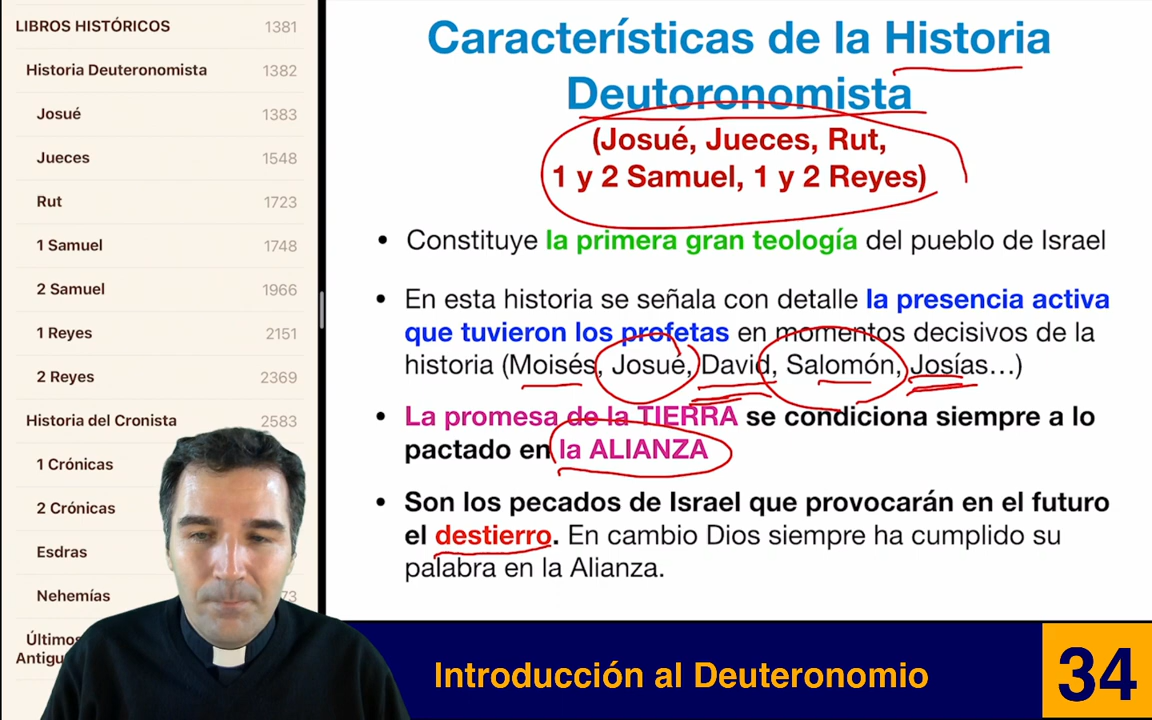 LIBROS HISTÓRICOS 1381
Historia Deuteronomista 1382
Josué 1383
Jueces 1548
Rut 1723
1 Samuel 1748
2 Samuel 1966
1 Reyes 2151
2 Reyes 2369
Historia del Cronista 2583
1 Crónicas
2 Crónicas
Esdras
Nehemías 73
Últimos
Antigu
Características de la Historia
Deutoronomista
(Josué, Jueces, Rut,
1 y 2 Samuel, 1 y 2 Reyes)
• Constituye la primera gran teología del pueblo de Israel
• En esta historia se señala con detalle la presencia activa
que tuvieron los profetas en momentos decisivos de la
historia (Moisés, Josué, David, Salomón, Josías...)
• La promesa de la TIERRA se condiciona siempre a lo
pactado en la ALIANZA
• Son los pecados de Israel que provocarán en el futuro
el destierro. En cambio Dios siempre ha cumplido su
palabra en la Alianza.
Introducción al Deuteronomio
34